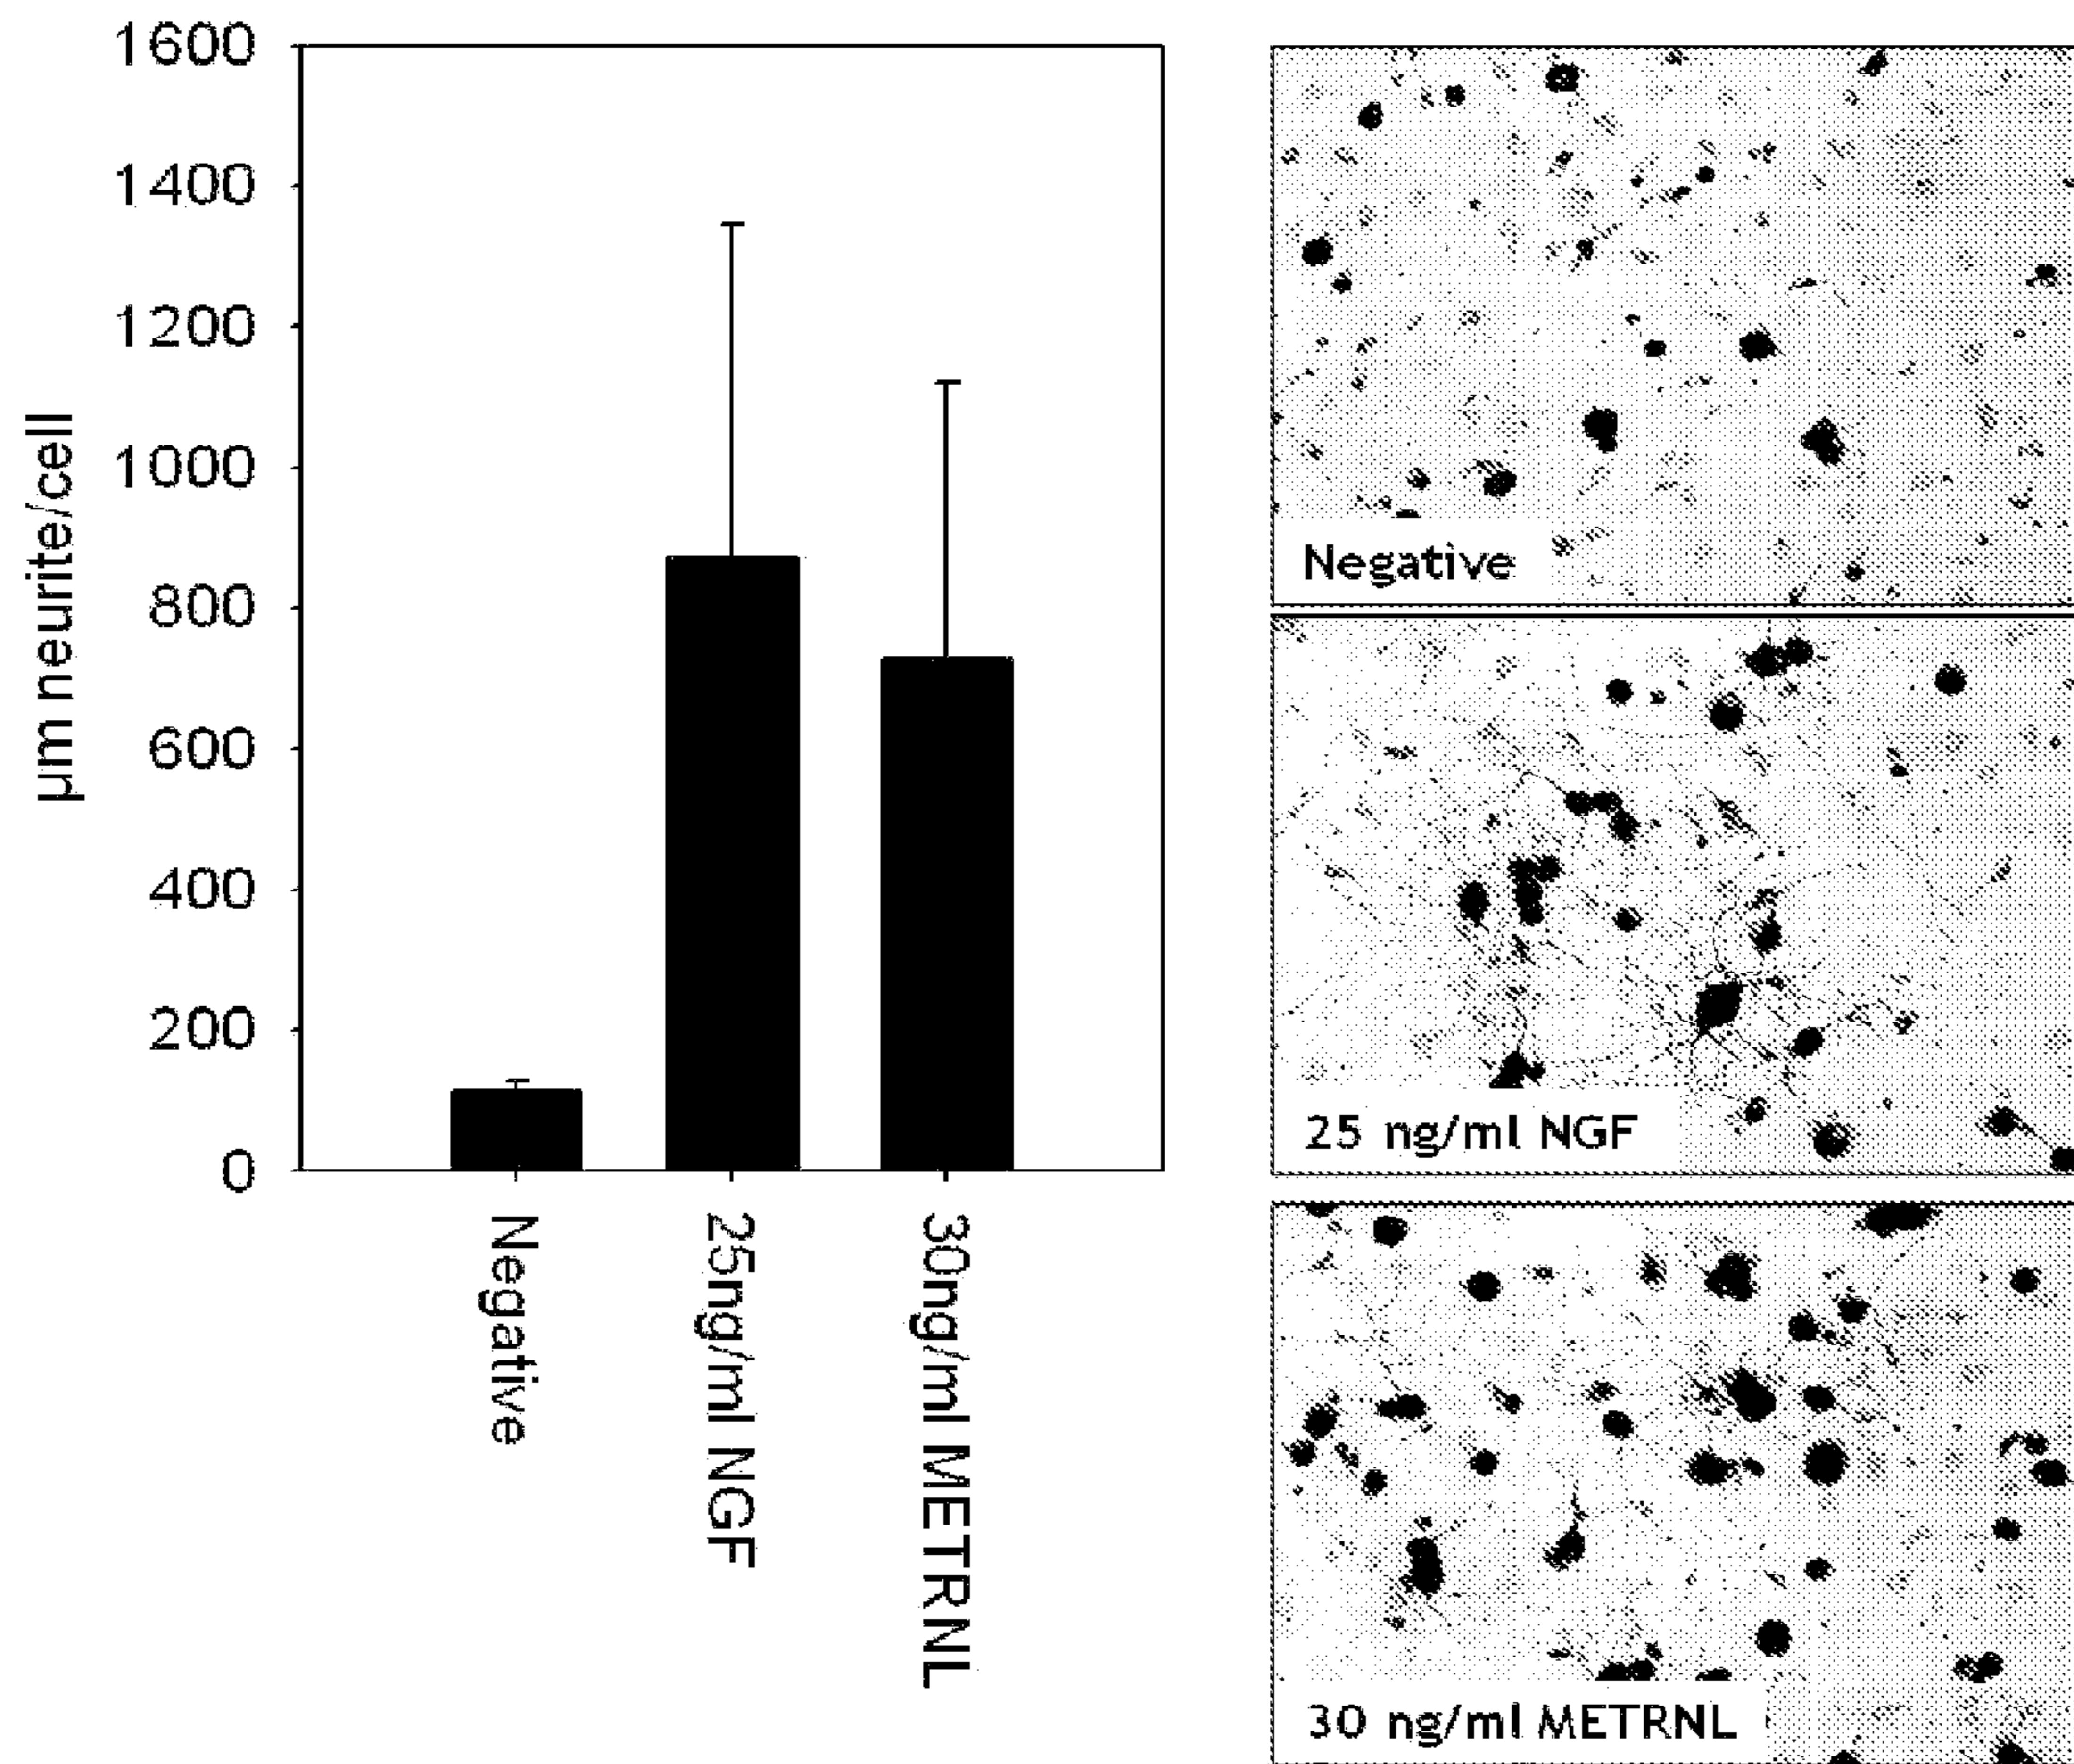 1600
1400
1200
1000
800
600
400
200
0
µm neurite/cell
Negative
25ng/ml NGF
30ng/ml METRNL
Negative
25 ng/ml NGF
30 ng/ml METRNL